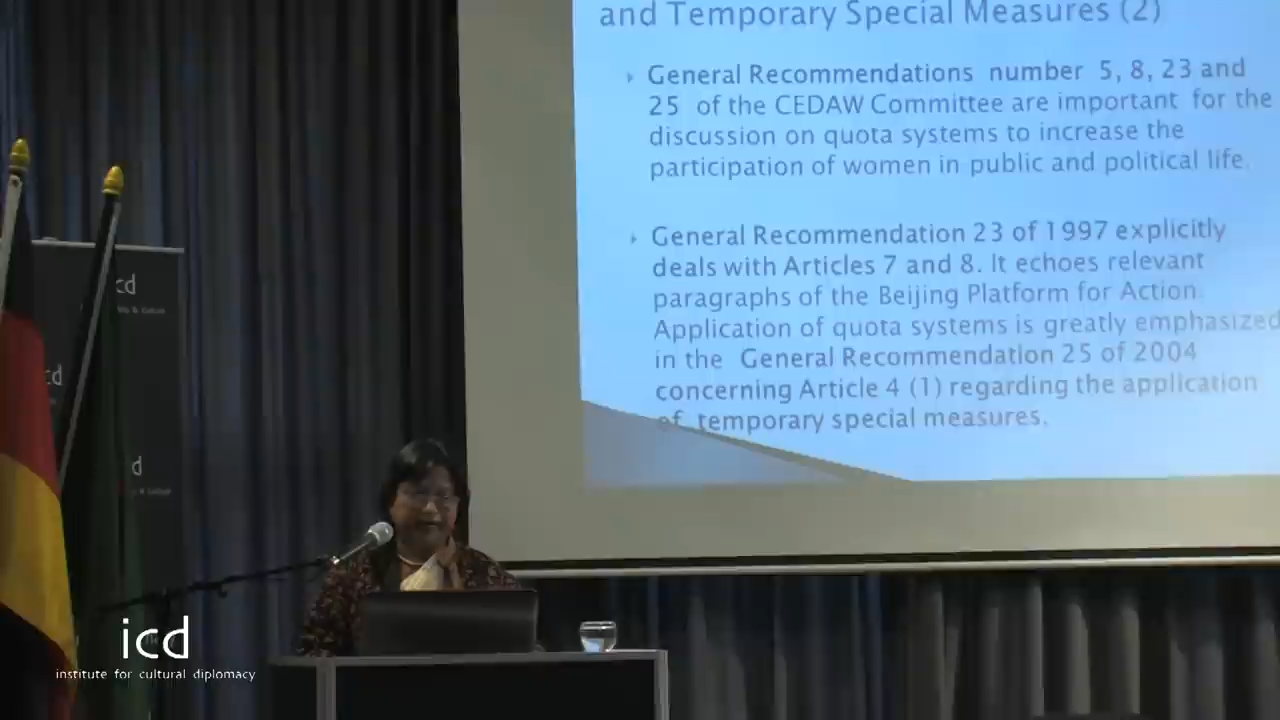 and Temporary Special Measures (2)
General Recommendations number 5, 8, 23 and
25 of the CEDAW Committee are important for the
discussion on quota systems to increase the
participation of women in public and political life.
General Recommendation 23 of 1997 explicitly
deals with Articles 7 and 8. It echoes relevant
paragraphs of the Beijing Platform for Action.
Application of quota systems is greatly emphasized
in the General Recommendation 25 of 2004
concerning Article 4 (1) regarding the application
of temporary special measures.
icd
cd
d
icd
institute for cultural diplomacy